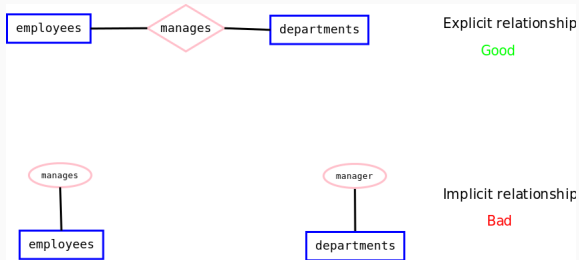 employees
manages
departments
Explicit relationship
Good
manages
manager
Implicit relationship
Bad
employees
departments